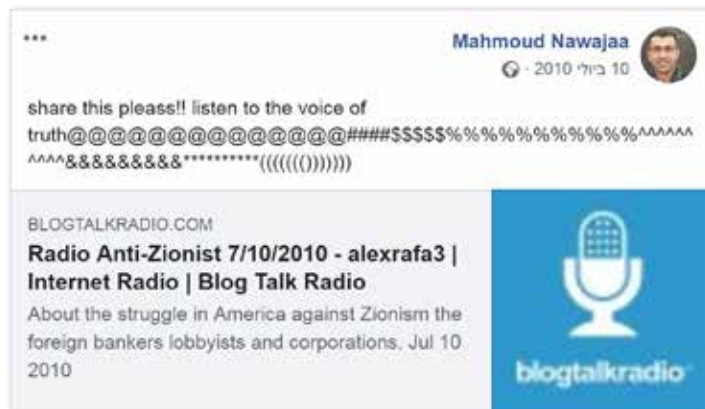 Mahmoud Nawajaa
10 ביולי 2010 ·
share this pleass!! listen to the voice of
truth@@@@@@@@@@@@@@####$$$$$%%%%%%%%%%%^^^^^^
^^^^&&&&&&&&&**********((((((()))))))
BLOGTALKRADIO.COM
Radio Anti-Zionist 7/10/2010 - alexrafa3 |
Internet Radio | Blog Talk Radio
About the struggle in America against Zionism the
foreign bankers lobbyists and corporations. Jul 10
2010
blogtalkradio